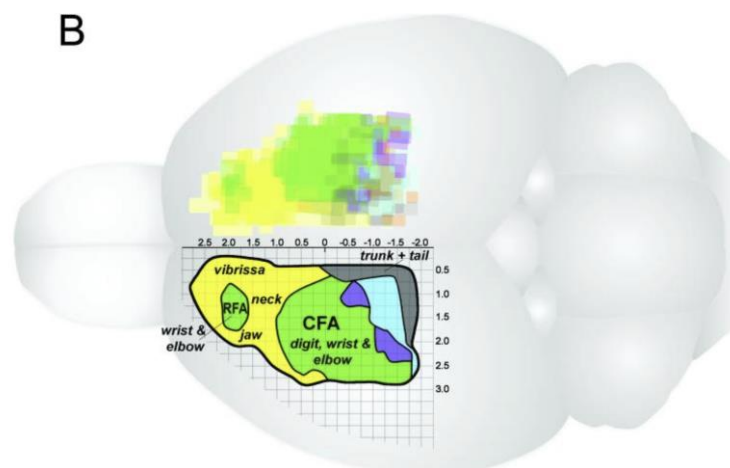 B
2.5 2.0 1.5 1.0 0.5 0 -0.5 -1.0 -1.5 -2.0
trunk + tail
vibrissa
0.5
1.0
neck
RFA
1.5
CFA
wrist &
elbow
jaw
digit, wrist &
elbow
2.0
2.5
3.0